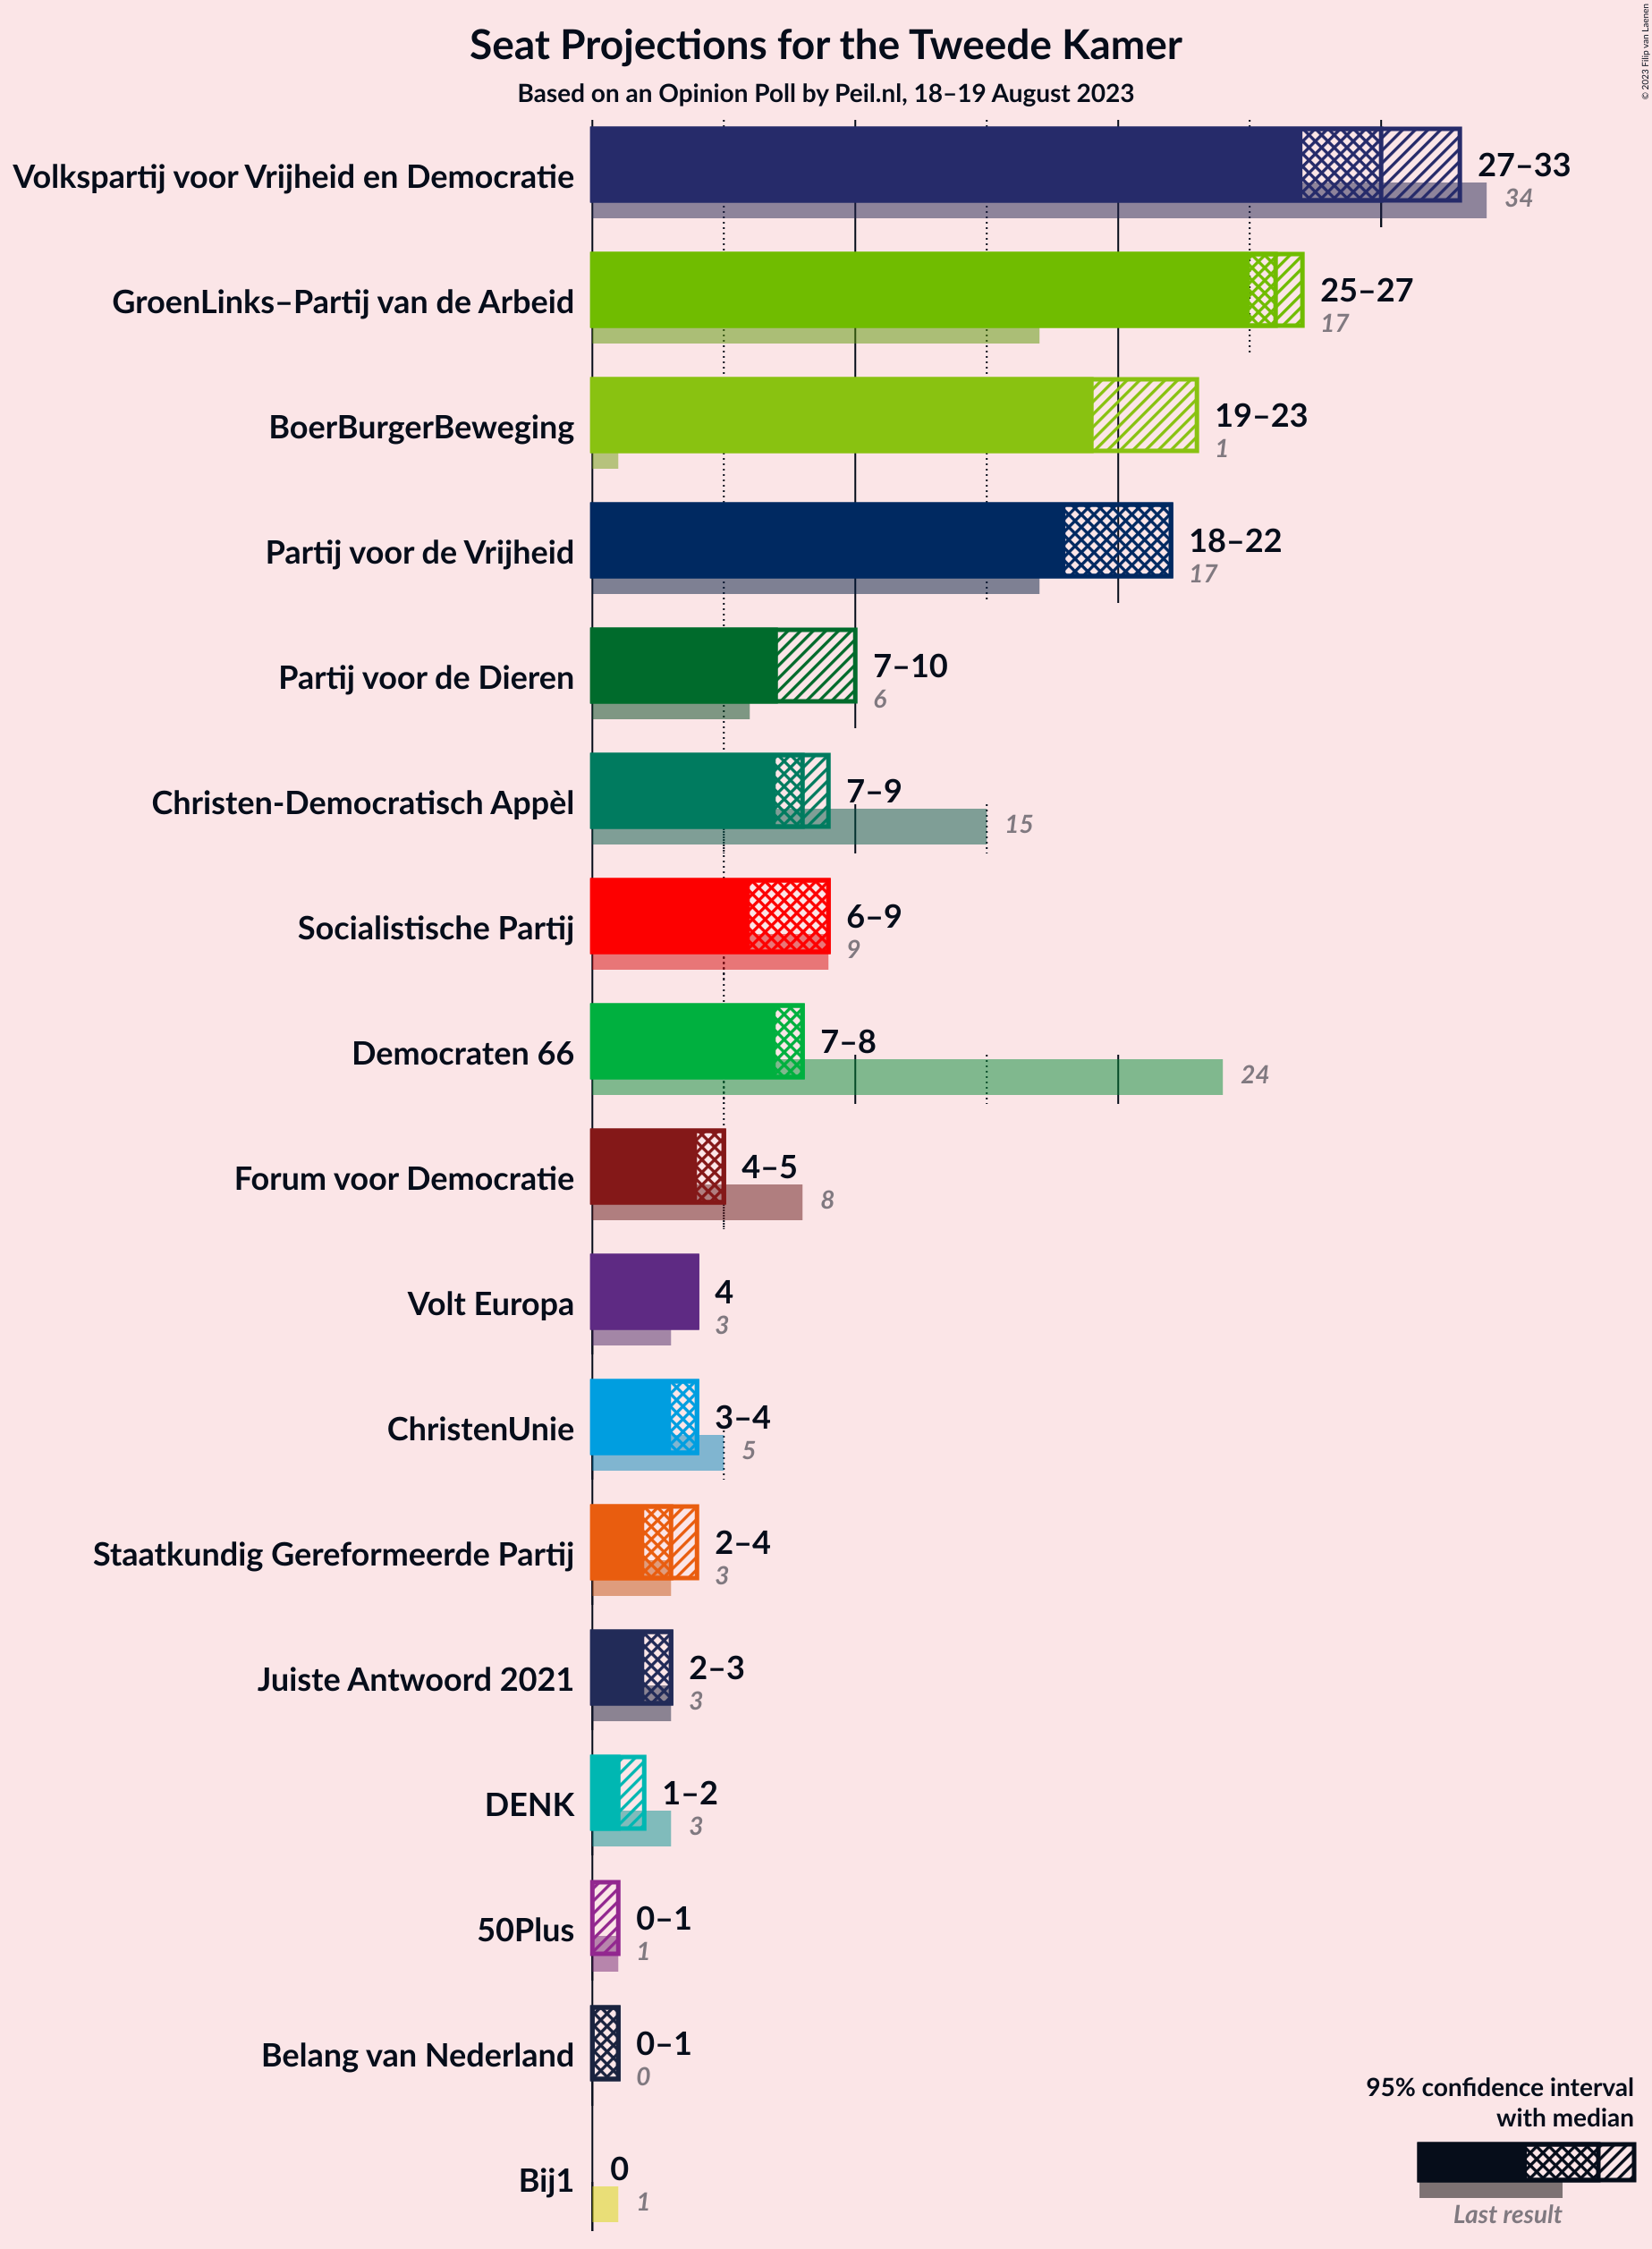 © 2023 Filip van Laenen
Seat Projections for the Tweede Kamer
Based on an Opinion Poll by Peil.nl, 18–19 August 2023
Volkspartij voor Vrijheid en Democratie
27–33
34
GroenLinks–Partij van de Arbeid
25–27
17
BoerBurgerBeweging
19–23
1
Partij voor de Vrijheid
18–22
17
Partij voor de Dieren
7–10
6
Christen-Democratisch Appèl
7–9
15
Socialistische Partij
6–9
9
Democraten 66
7–8
24
Forum voor Democratie
4–5
8
Volt Europa
4
3
ChristenUnie
3–4
5
Staatkundig Gereformeerde Partij
2–4
3
Juiste Antwoord 2021
2–3
3
DENK
1–2
3
50Plus
0–1
1
Belang van Nederland
0–1
0
Bij1
0
1
95% confidence interval
with median
Last result